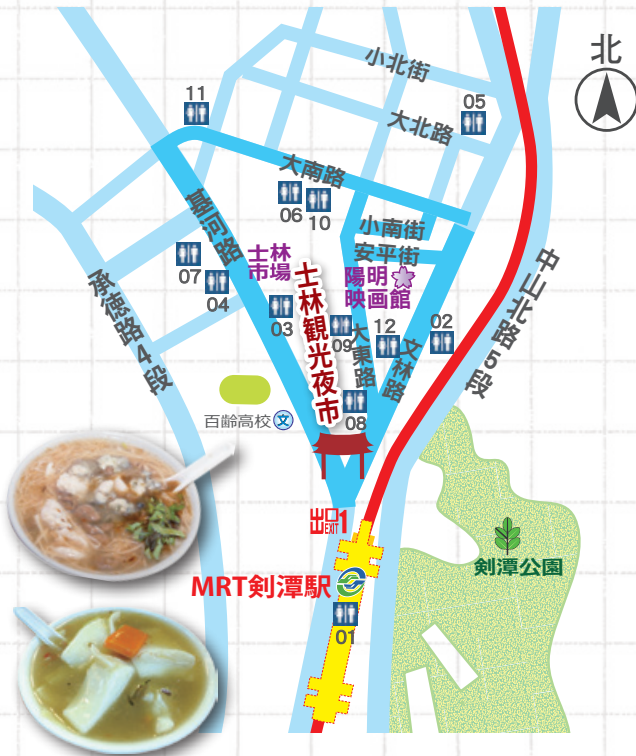 北
小北街
11
05
大北路
大南路
06
10
小南街
安平街
基河路
07
04
士林
市場
03
士林観光夜市
陽明
映画館
09
大東路
12
文林路
02
中山北路5段
承徳路4段
08
百齢高校
文
出口1
EXIT
剣潭公園
MRT剣潭駅
01